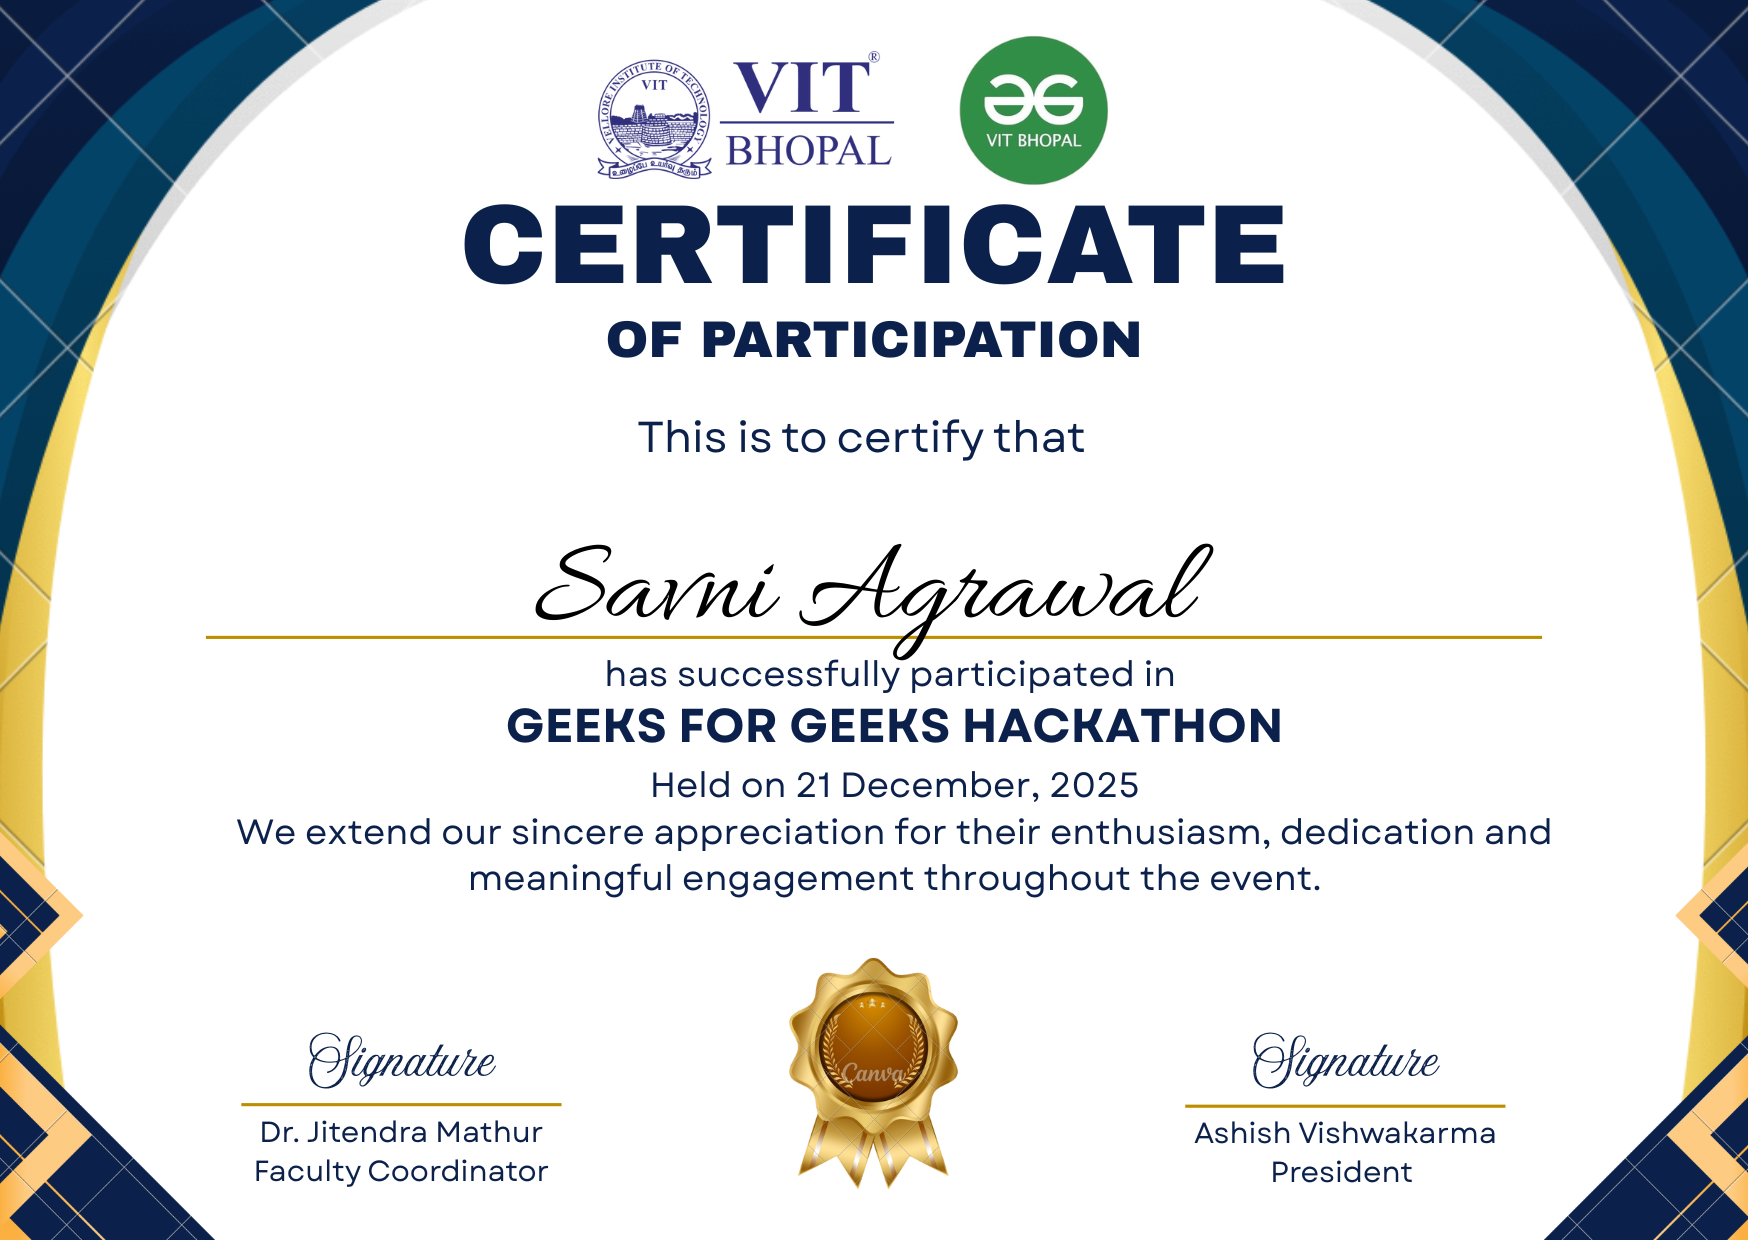 VELLORE INSTITUTE OF TECHNOLOGY
VIT
உழைப்பே உயர்வு தரும்
VIT®
BHOPAL
VIT BHOPAL
CERTIFICATE
OF PARTICIPATION
This is to certify that
Savni Agrawal
has successfully participated in
GEEKS FOR GEEKS HACKATHON
Held on 21 December, 2025
We extend our sincere appreciation for their enthusiasm, dedication and
meaningful engagement throughout the event.
Canva
Signature
Dr. Jitendra Mathur
Faculty Coordinator
Signature
Ashish Vishwakarma
President